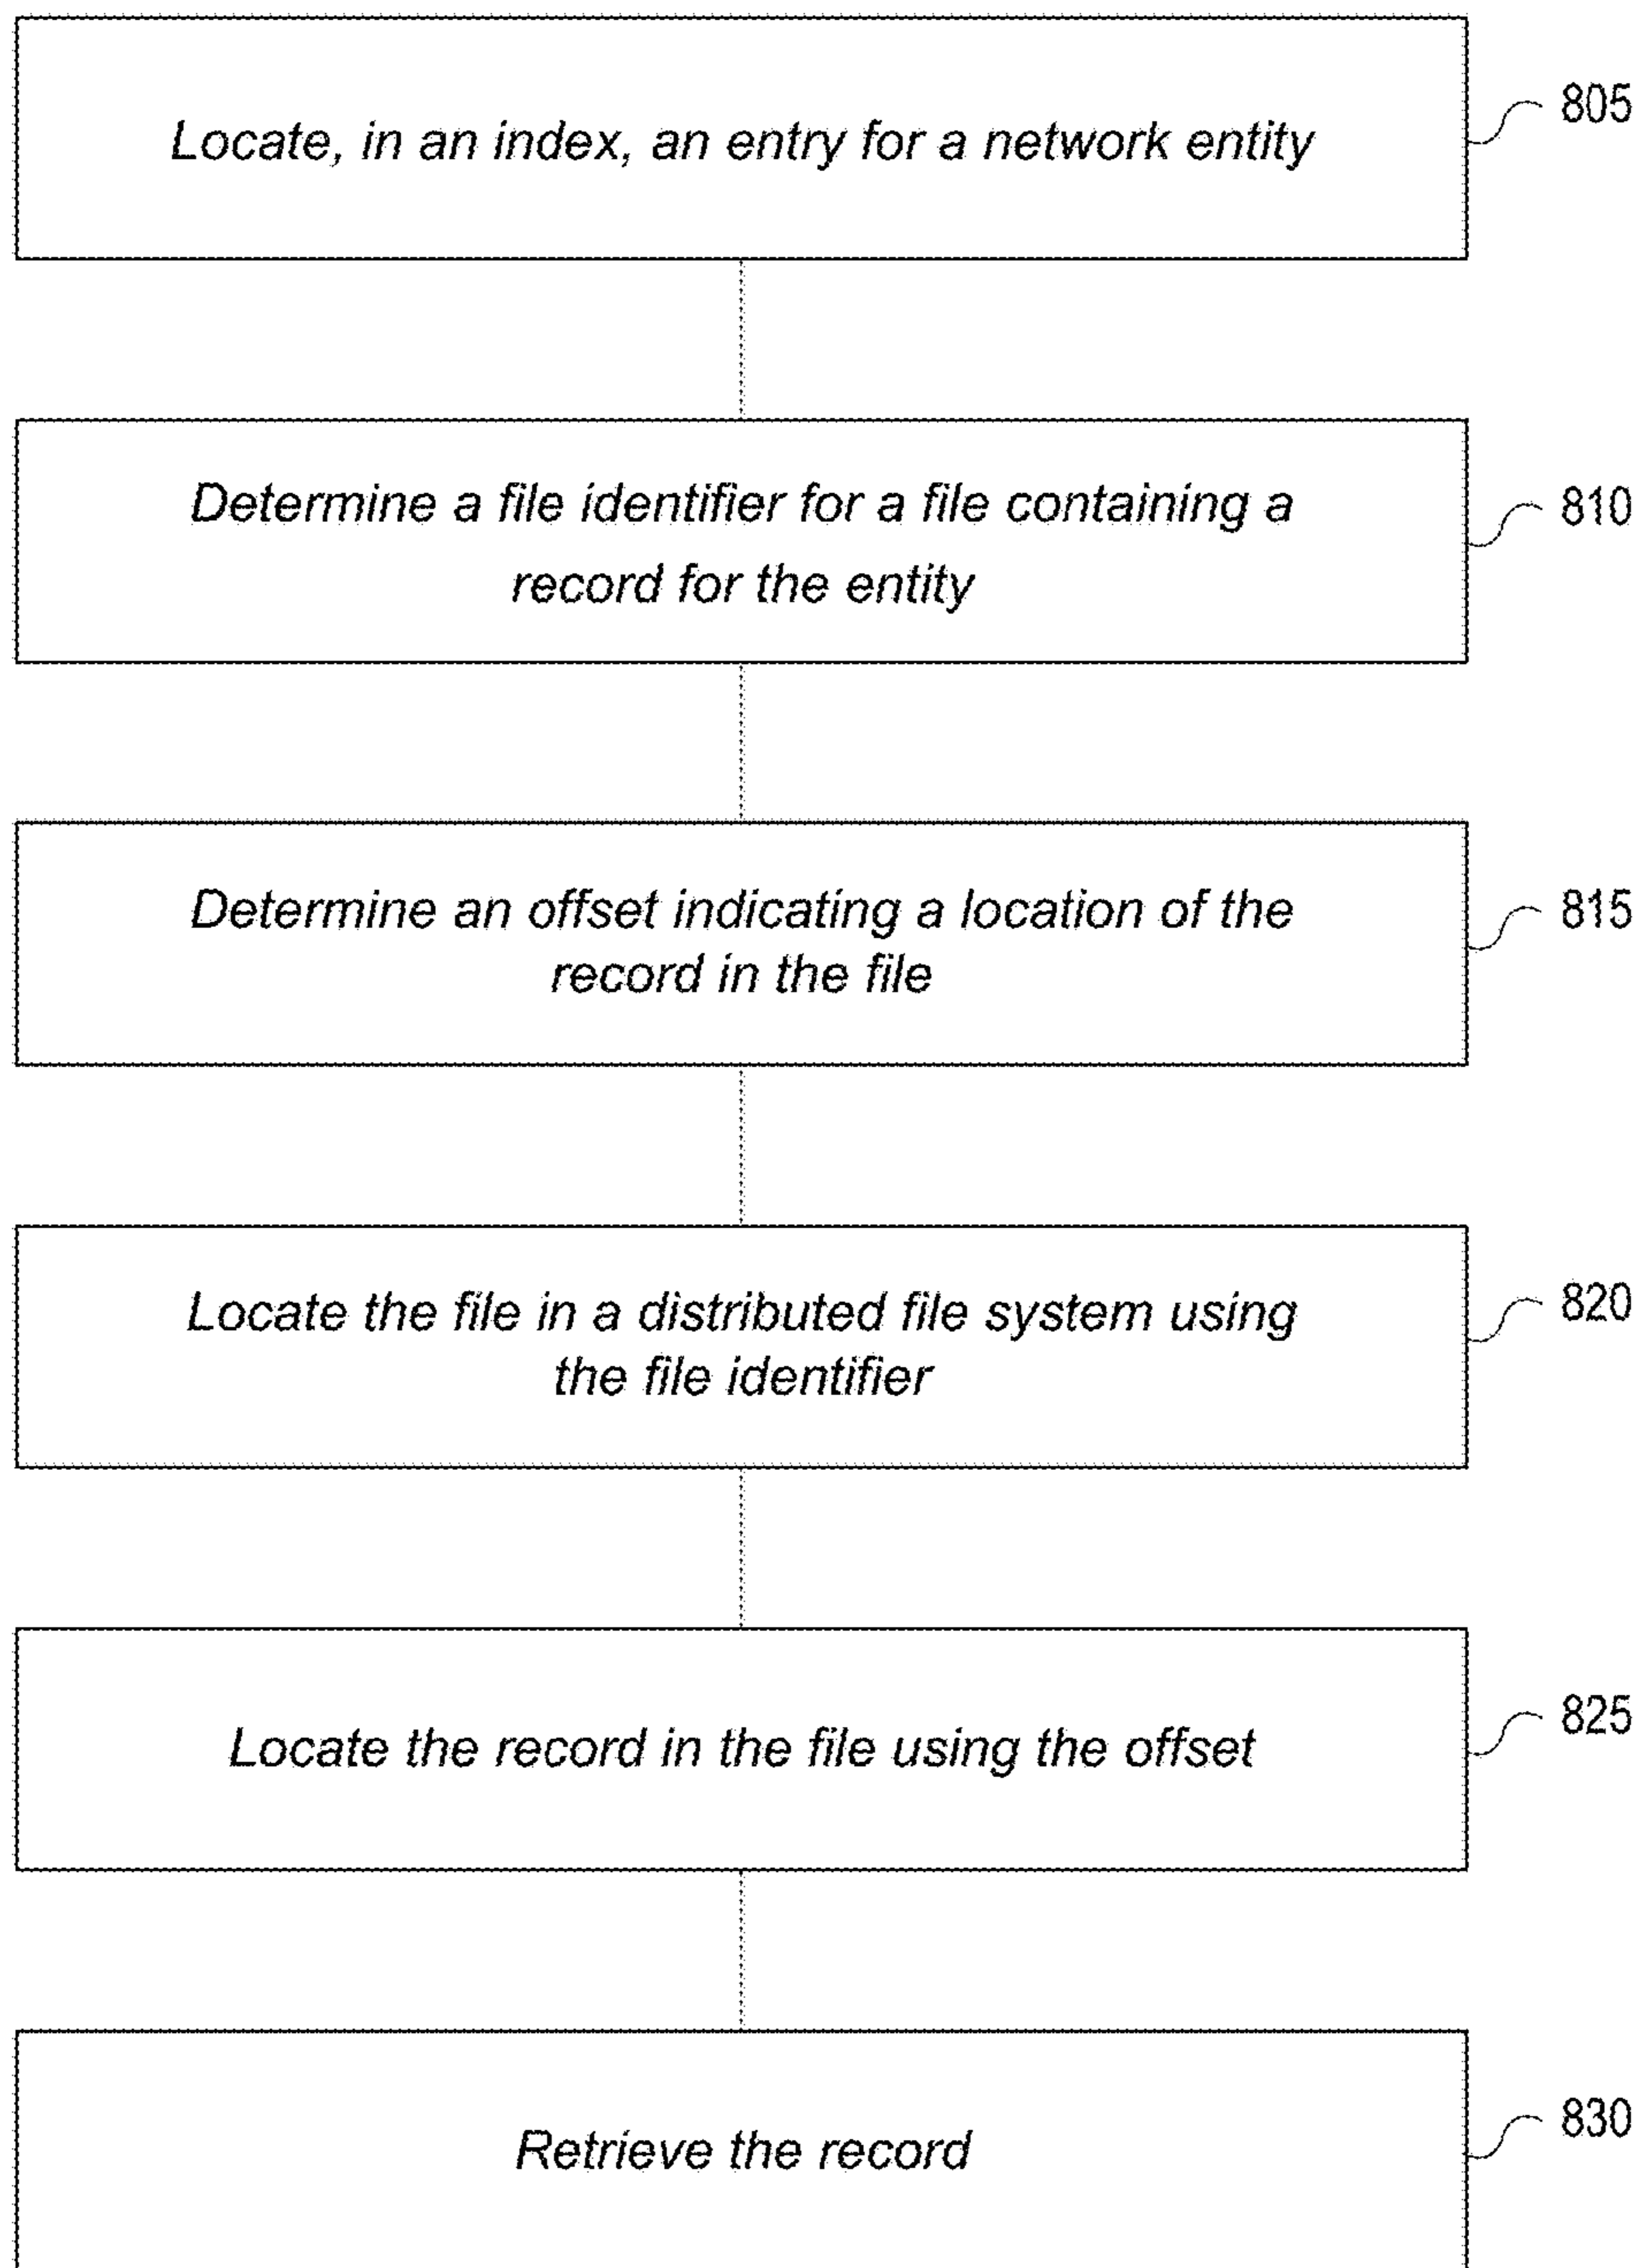 Locate, in an index, an entry for a network entity
805
Determine a file identifier for a file containing a
record for the entity
810
Determine an offset indicating a location of the
record in the file
815
Locate the file in a distributed file system using
the file identifier
820
Locate the record in the file using the offset
825
Retrieve the record
830